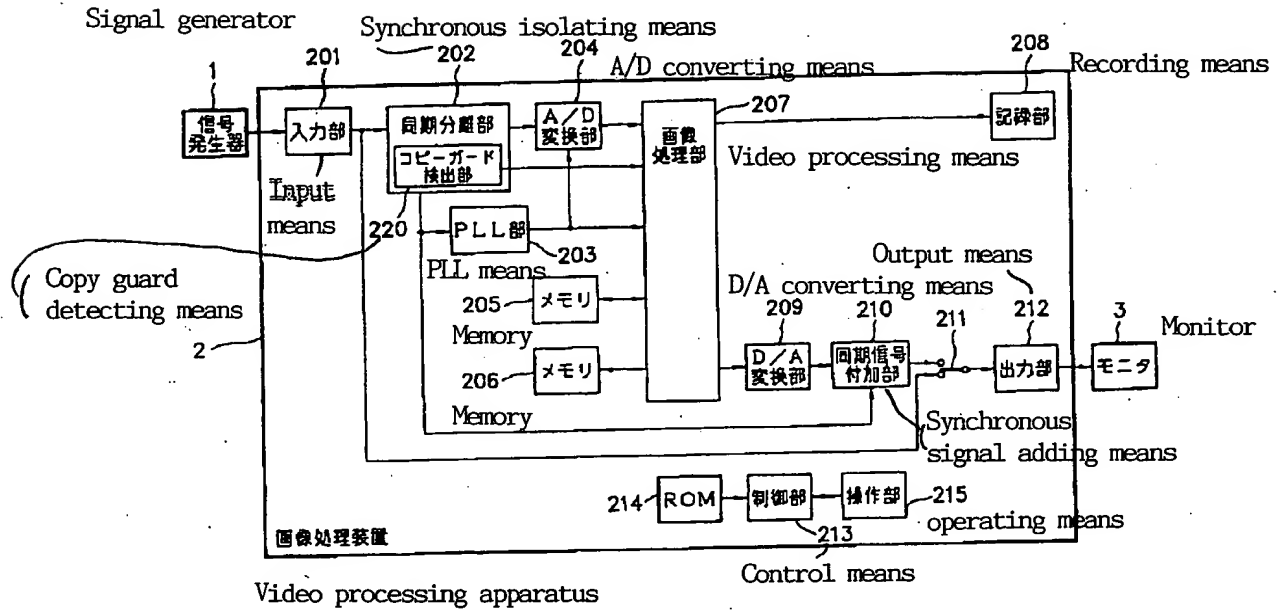 Signal generator
Synchronous isolating means
201
202
204
208
A/D converting means
Recording means
1
信号
発生器
入力部
同期分離部
コピーガード
検出部
A/D
変換部
画像
処理部
207
記録部
Video processing means
Input
means
220
PLL部
203
PLL means
Copy guard
detecting means
2
205
メモリ
Memory
206
メモリ
Memory
Output means
D/A converting means
209
210
211
212
3
Monitor
D/A
変換部
同期信号
付加部
出力部
モニタ
Synchronous
signal adding means
214
ROM
制御部
操作部
215
operating means
213
画像処理装置
Control means
Video processing apparatus